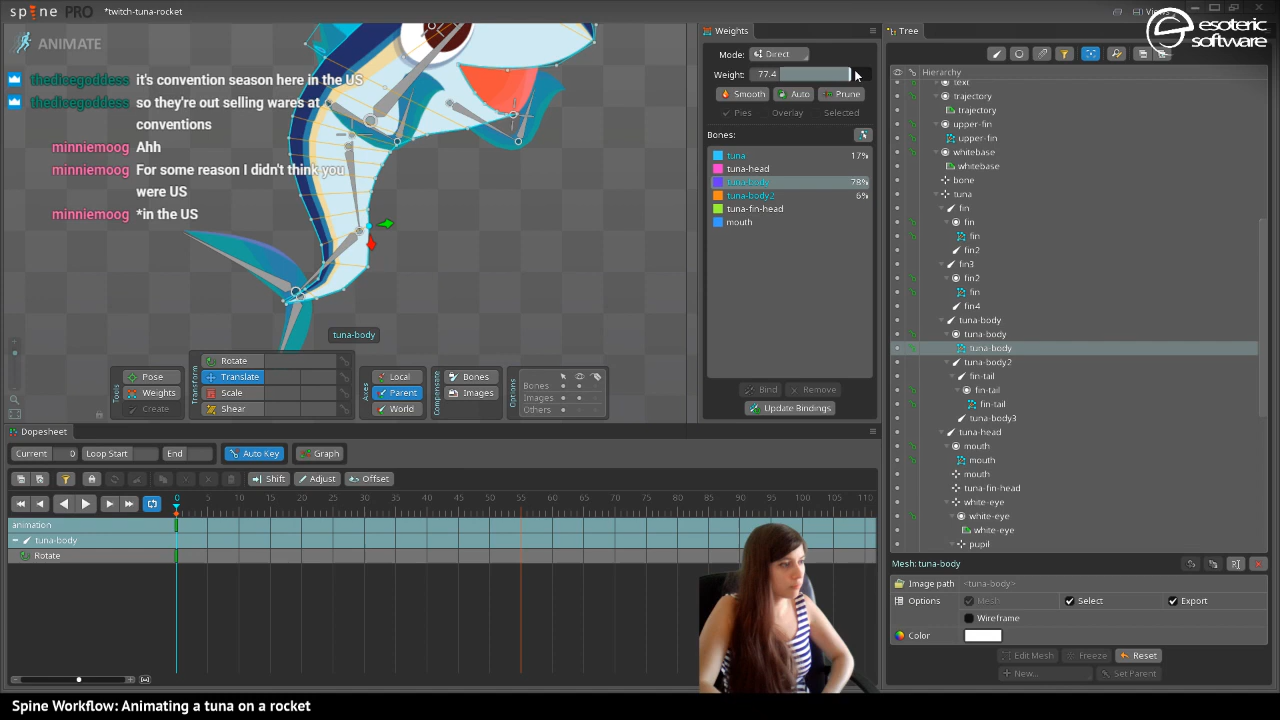 spine PRO
*twitch-tuna-rocket
View
esoteric
software
ANIMATE
thedicegoddess it's convention season here in the US
thedicegoddess so they're out selling wares at
conventions
minniemoog Ahh
minniemoog For some reason I didn't think you
were US
minniemoog *in the US
tuna-body
Tools
Pose
Weights
Create
Transform
Rotate
Translate
Scale
Shear
Axes
Local
Parent
World
Compensate
Bones
Images
Options
Bones
Images
Others
Weights
Mode: Direct
Weight: 77.4
Smooth Auto Prune
Pies Overlay Selected
Bones:
tuna 17%
tuna-head
tuna-body 78%
tuna-body2 6%
tuna-fin-head
mouth
Bind Remove
Update Bindings
Tree
Hierarchy
text
trajectory
trajectory
upper-fin
upper-fin
whitebase
whitebase
bone
tuna
fin
fin
fin
fin2
fin3
fin2
fin
fin4
tuna-body
tuna-body
tuna-body
tuna-body2
fin-tail
fin-tail
fin-tail
tuna-body3
tuna-head
mouth
mouth
mouth
tuna-fin-head
white-eye
white-eye
white-eye
pupil
Mesh: tuna-body
Image path <tuna-body>
Options Mesh Select Export
Wireframe
Color
Edit Mesh Freeze Reset
New... Set Parent
Dopesheet
Current 0 Loop Start End Auto Key Graph
Shift Adjust Offset
0 5 10 15 20 25 30 35 40 45 50 55 60 65 70 75 80 85 90 95 100 105 110
animation
tuna-body
Rotate
Spine Workflow: Animating a tuna on a rocket